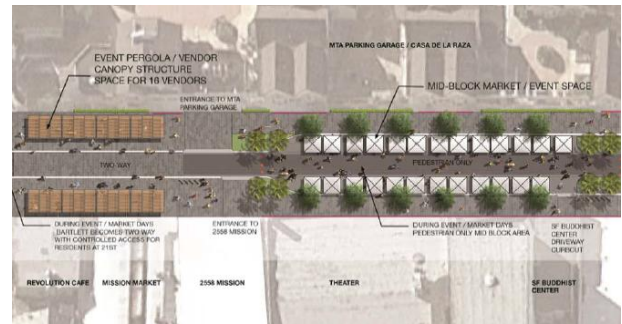 MTA PARKING GARAGE / CASA DE LA RAZA
EVENT PERGOLA / VENDOR
CANOPY STRUCTURE
SPACE FOR 16 VENDORS
MID-BLOCK MARKET / EVENT SPACE
ENTRANCE TO MTA
PARKING GARAGE
TWO-WAY
PEDESTRIAN ONLY
DURING EVENT / MARKET DAYS
BARTLETT BECOMES TWO WAY
WITH CONTROLLED ACCESS FOR
RESIDENTS AT 21ST
ENTRANCE TO
2558 MISSION
DURING EVENT / MARKET DAYS
PEDESTRIAN ONLY MID BLOCK AREA
SF BUDDHIST
CENTER
DRIVEWAY
CURBCUT
REVOLUTION CAFE
MISSION MARKET
2558 MISSION
THEATER
SF BUDDHIST
CENTER